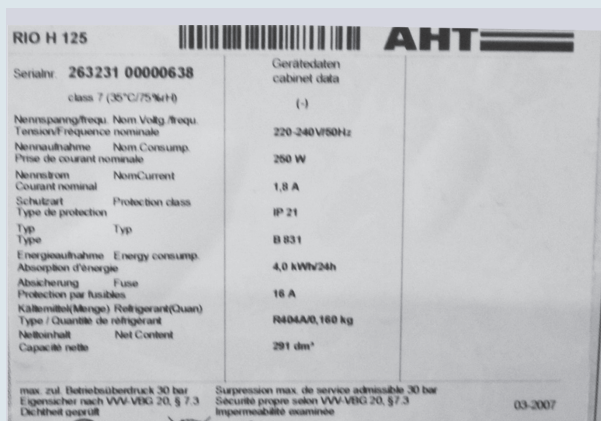 RIO H 125
AHT
Serialnr. 263231 00000638
Gerätedaten
cabinet data
class 7 (35°C/75%rH)
(-)
Nennspanng/frequ. Nom.Voltg./frequ.
Tension/Fréquence nominale
220-240V/50Hz
Nennaufnahme Nom.Consump.
Prise de courant nominale
250 W
Nennstrom NomCurrent
Courant nominal
1,8 A
Schutzart Protection class
Type de protection
IP 21
Typ Typ
Type
B 831
Energieaufnahme Energy consump.
Absorption d'énergie
4,0 kWh/24h
Absicherung Fuse
Protection par fusibles
16 A
Kältemittel(Menge) Refrigerant(Quan)
Type / Quantité de réfrigérant
R404A/0,160 kg
Nettoinhalt Net Content
Capacité nette
291 dm³
max. zul. Betriebsüberdruck 30 bar
Eigensicher nach VVV-VBG 20, § 7.3
Dichtheit geprüft
Surpression max. de service admissible 30 bar
Sécurité propre selon VVV-VBG 20, §7.3
Imperméabilité examinée
03-2007